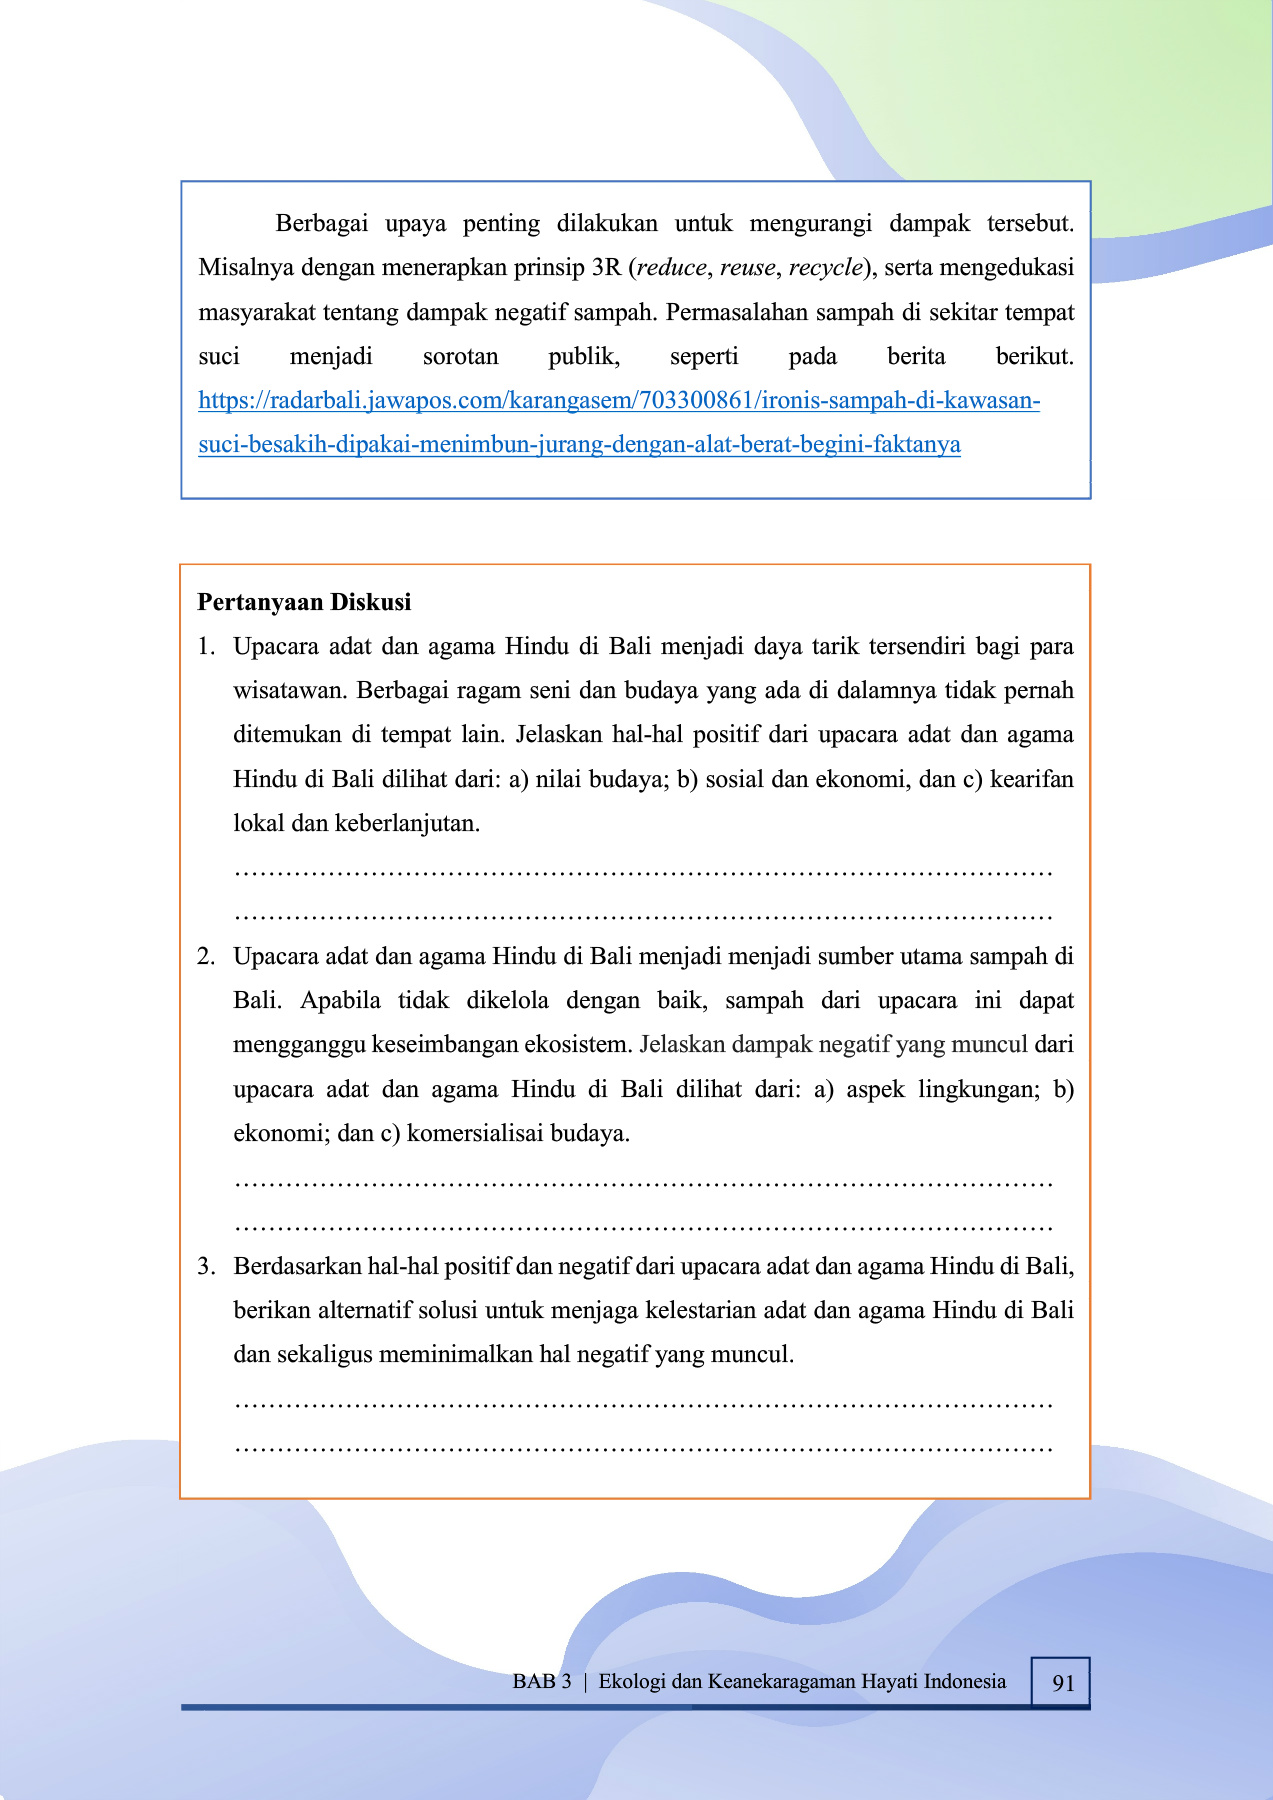 Berbagai upaya penting dilakukan untuk mengurangi dampak tersebut.
Misalnya dengan menerapkan prinsip 3R (reduce, reuse, recycle), serta mengedukasi
masyarakat tentang dampak negatif sampah. Permasalahan sampah di sekitar tempat
suci menjadi sorotan publik, seperti pada berita berikut.
https://radarbali.jawapos.com/karangasem/703300861/ironis-sampah-di-kawasan-
suci-besakih-dipakai-menimbun-jurang-dengan-alat-berat-begini-faktanya
Pertanyaan Diskusi
1. Upacara adat dan agama Hindu di Bali menjadi daya tarik tersendiri bagi para
wisatawan. Berbagai ragam seni dan budaya yang ada di dalamnya tidak pernah
ditemukan di tempat lain. Jelaskan hal-hal positif dari upacara adat dan agama
Hindu di Bali dilihat dari: a) nilai budaya; b) sosial dan ekonomi, dan c) kearifan
lokal dan keberlanjutan.
………………………………………………………………………………………
………………………………………………………………………………………
2. Upacara adat dan agama Hindu di Bali menjadi menjadi sumber utama sampah di
Bali. Apabila tidak dikelola dengan baik, sampah dari upacara ini dapat
mengganggu keseimbangan ekosistem. Jelaskan dampak negatif yang muncul dari
upacara adat dan agama Hindu di Bali dilihat dari: a) aspek lingkungan; b)
ekonomi; dan c) komersialisai budaya.
………………………………………………………………………………………
………………………………………………………………………………………
3. Berdasarkan hal-hal positif dan negatif dari upacara adat dan agama Hindu di Bali,
berikan alternatif solusi untuk menjaga kelestarian adat dan agama Hindu di Bali
dan sekaligus meminimalkan hal negatif yang muncul.
………………………………………………………………………………………
………………………………………………………………………………………
BAB 3 | Ekologi dan Keanekaragaman Hayati Indonesia 91